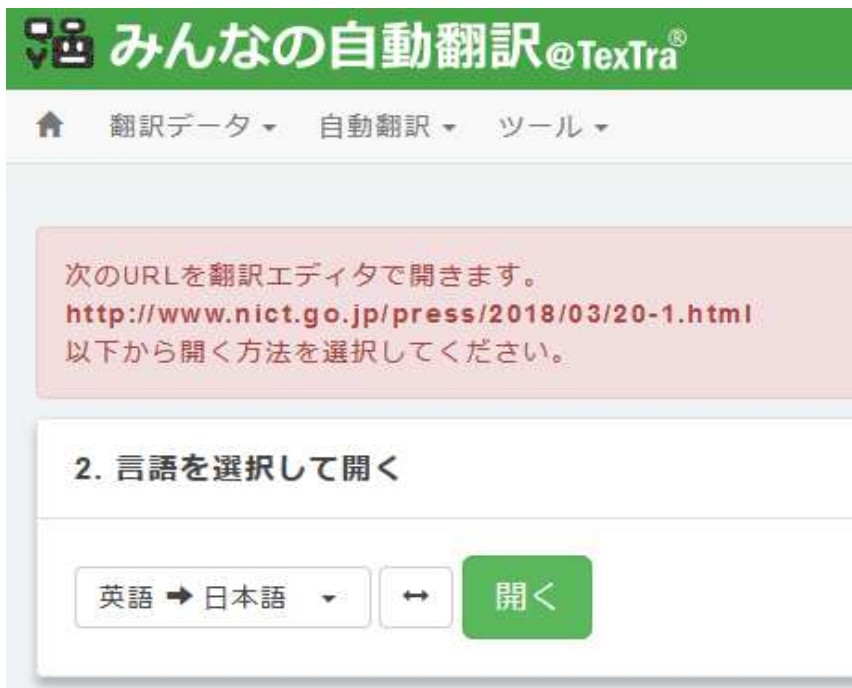 みんなの自動翻訳@TexTra®
翻訳データ 自動翻訳 ツール
次のURLを翻訳エディタで開きます。
http://www.nict.go.jp/press/2018/03/20-1.html
以下から開く方法を選択してください。
2. 言語を選択して開く
英語 ➡ 日本語 ↔ 開く